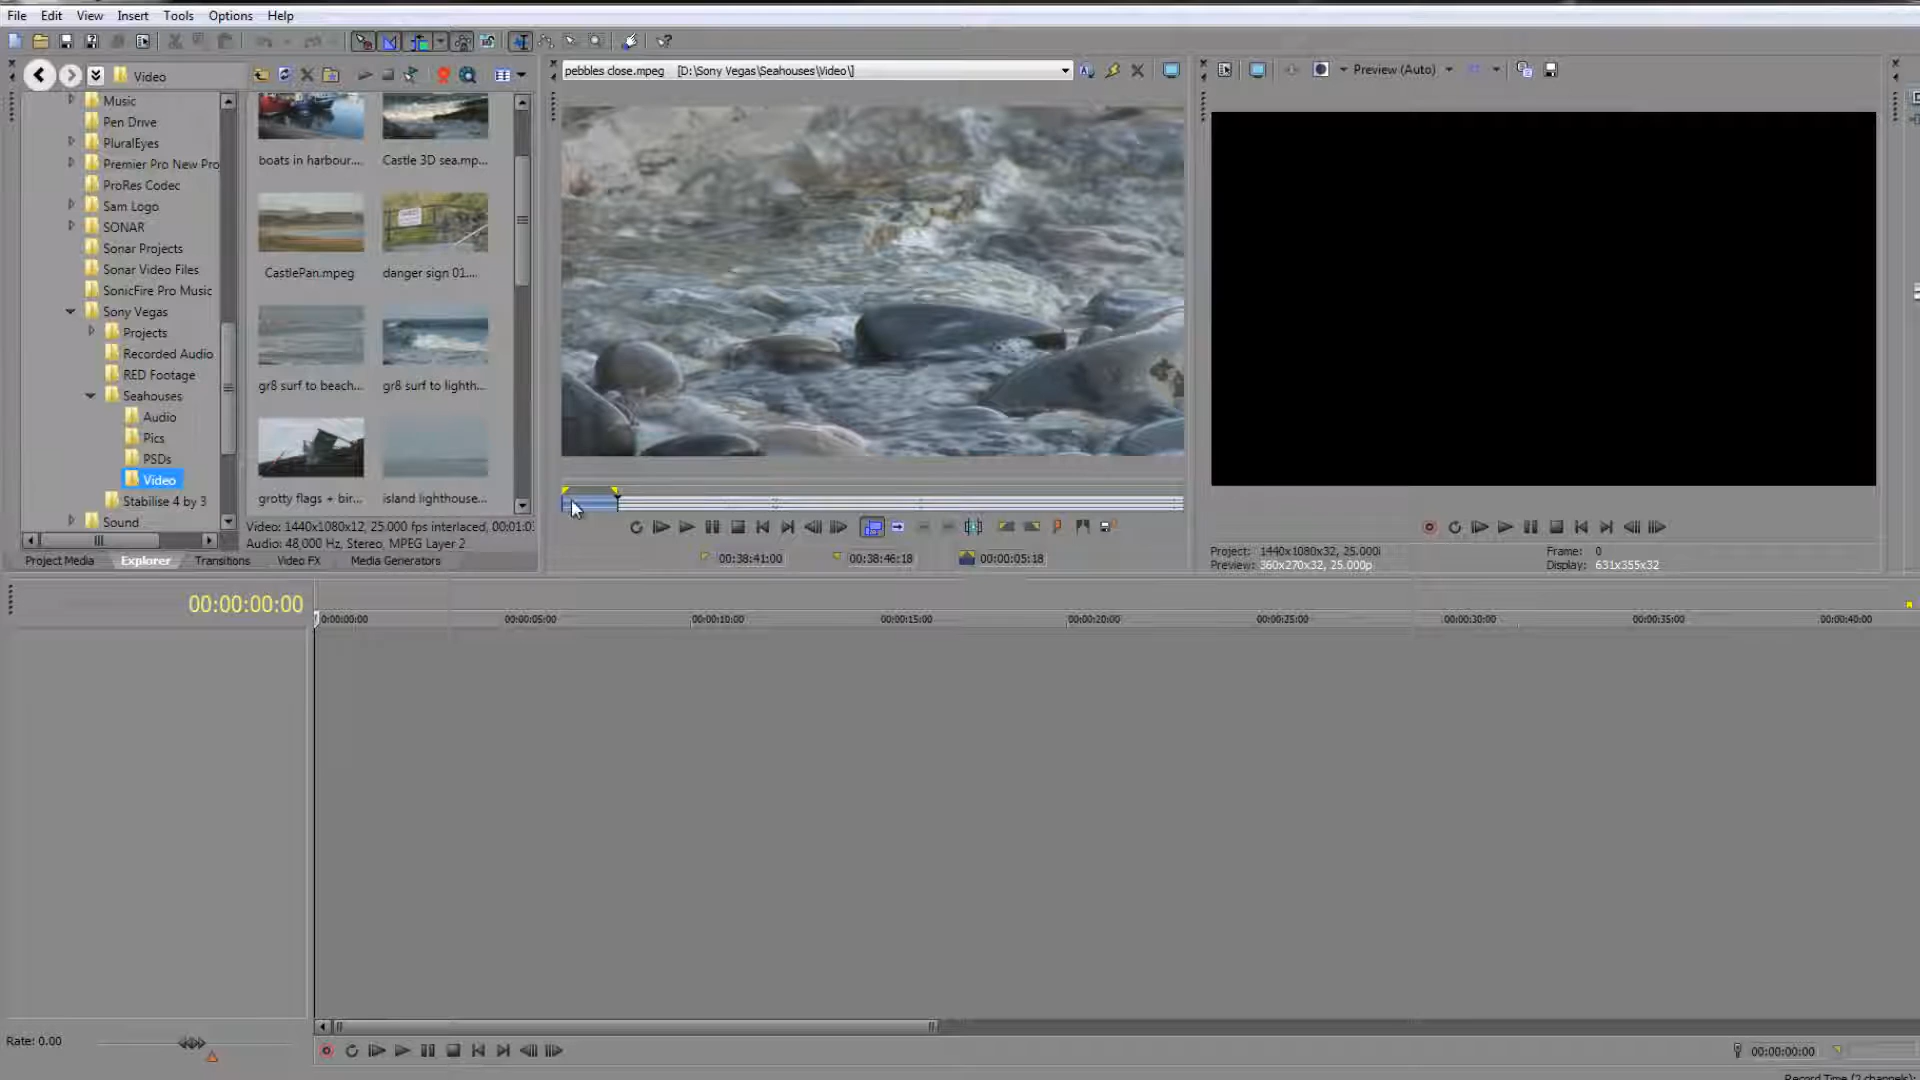 File Edit View Insert Tools Options Help
Video
pebbles close.mpeg [D:\Sony Vegas\Seahouses\Video\]
Preview (Auto)
Music
Pen Drive
PluralEyes
Premier Pro New Pro
ProRes Codec
Sam Logo
SONAR
Sonar Projects
Sonar Video Files
SonicFire Pro Music
Sony Vegas
Projects
Recorded Audio
RED Footage
Seahouses
Audio
Pics
PSDs
Video
Stabilise 4 by 3
Sound
boats in harbour... Castle 3D sea.mp...
CastlePan.mpeg danger sign 01....
gr8 surf to beach... gr8 surf to lighth...
grotty flags + bir... island lighthouse...
Video: 1440x1080x12, 25.000 fps interlaced, 00:01:0
Audio: 48,000 Hz, Stereo, MPEG Layer 2
Project Media Explorer Transitions Video FX Media Generators
00:38:41:00 00:38:46:18 00:00:05:18
Project: 1440x1080x32, 25.000i Frame: 0
Preview: 360x270x32, 25.000p Display: 631x355x32
00:00:00:00
0:00:00:00 00:00:05:00 00:00:10:00 00:00:15:00 00:00:20:00 00:00:25:00 00:00:30:00 00:00:35:00 00:00:40:00
Rate: 0.00
00:00:00:00